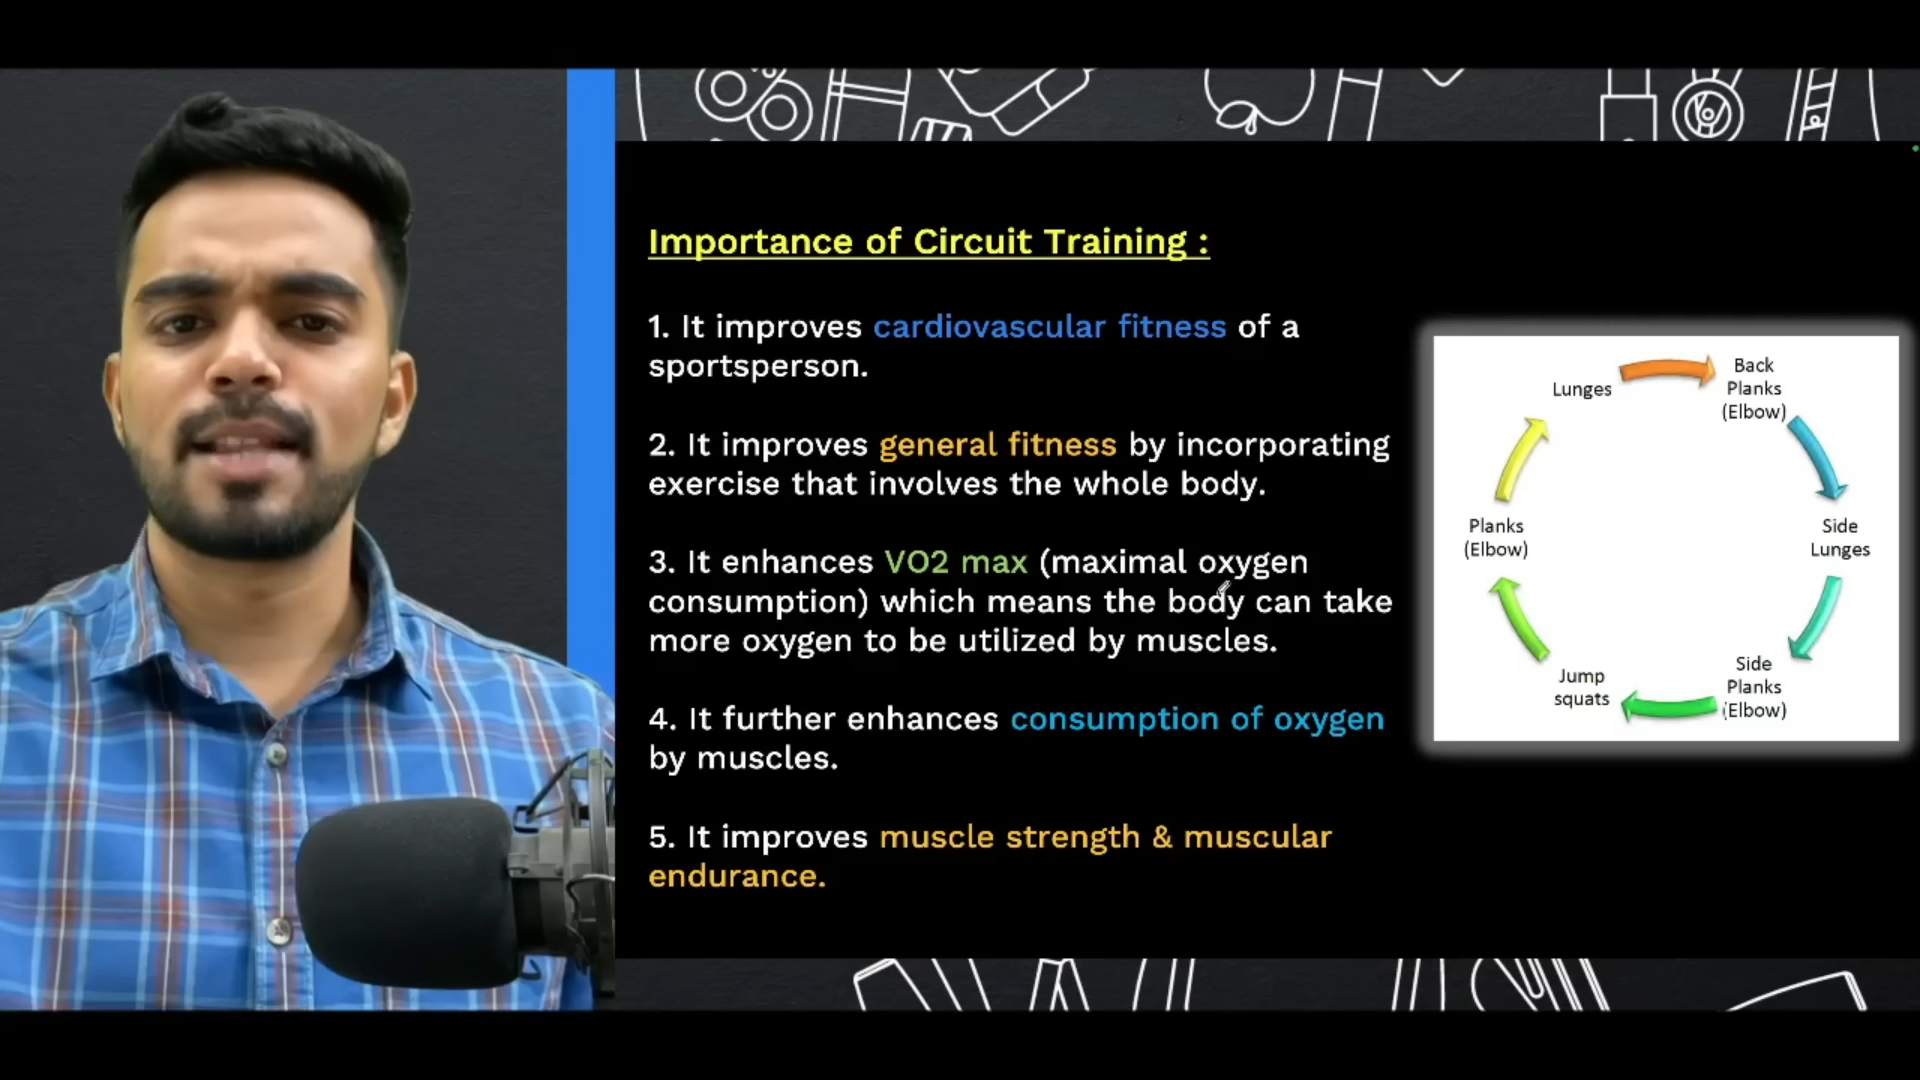 Importance of Circuit Training :
1. It improves cardiovascular fitness of a
sportsperson.
2. It improves general fitness by incorporating
exercise that involves the whole body.
3. It enhances VO2 max (maximal oxygen
consumption) which means the body can take
more oxygen to be utilized by muscles.
4. It further enhances consumption of oxygen
by muscles.
5. It improves muscle strength & muscular
endurance.
Lunges
Back
Planks
(Elbow)
Side
Lunges
Side
Planks
(Elbow)
Jump
squats
Planks
(Elbow)